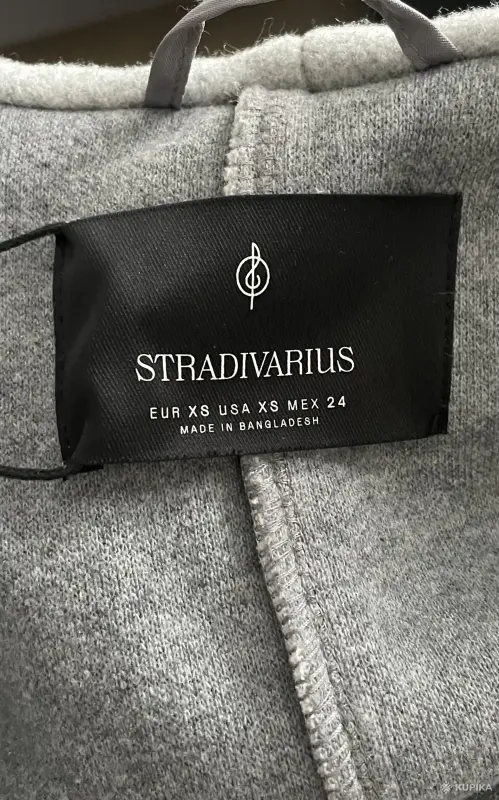 STRADIVARIUS
EUR XS USA XS MEX 24
MADE IN BANGLADESH
KUPIKA